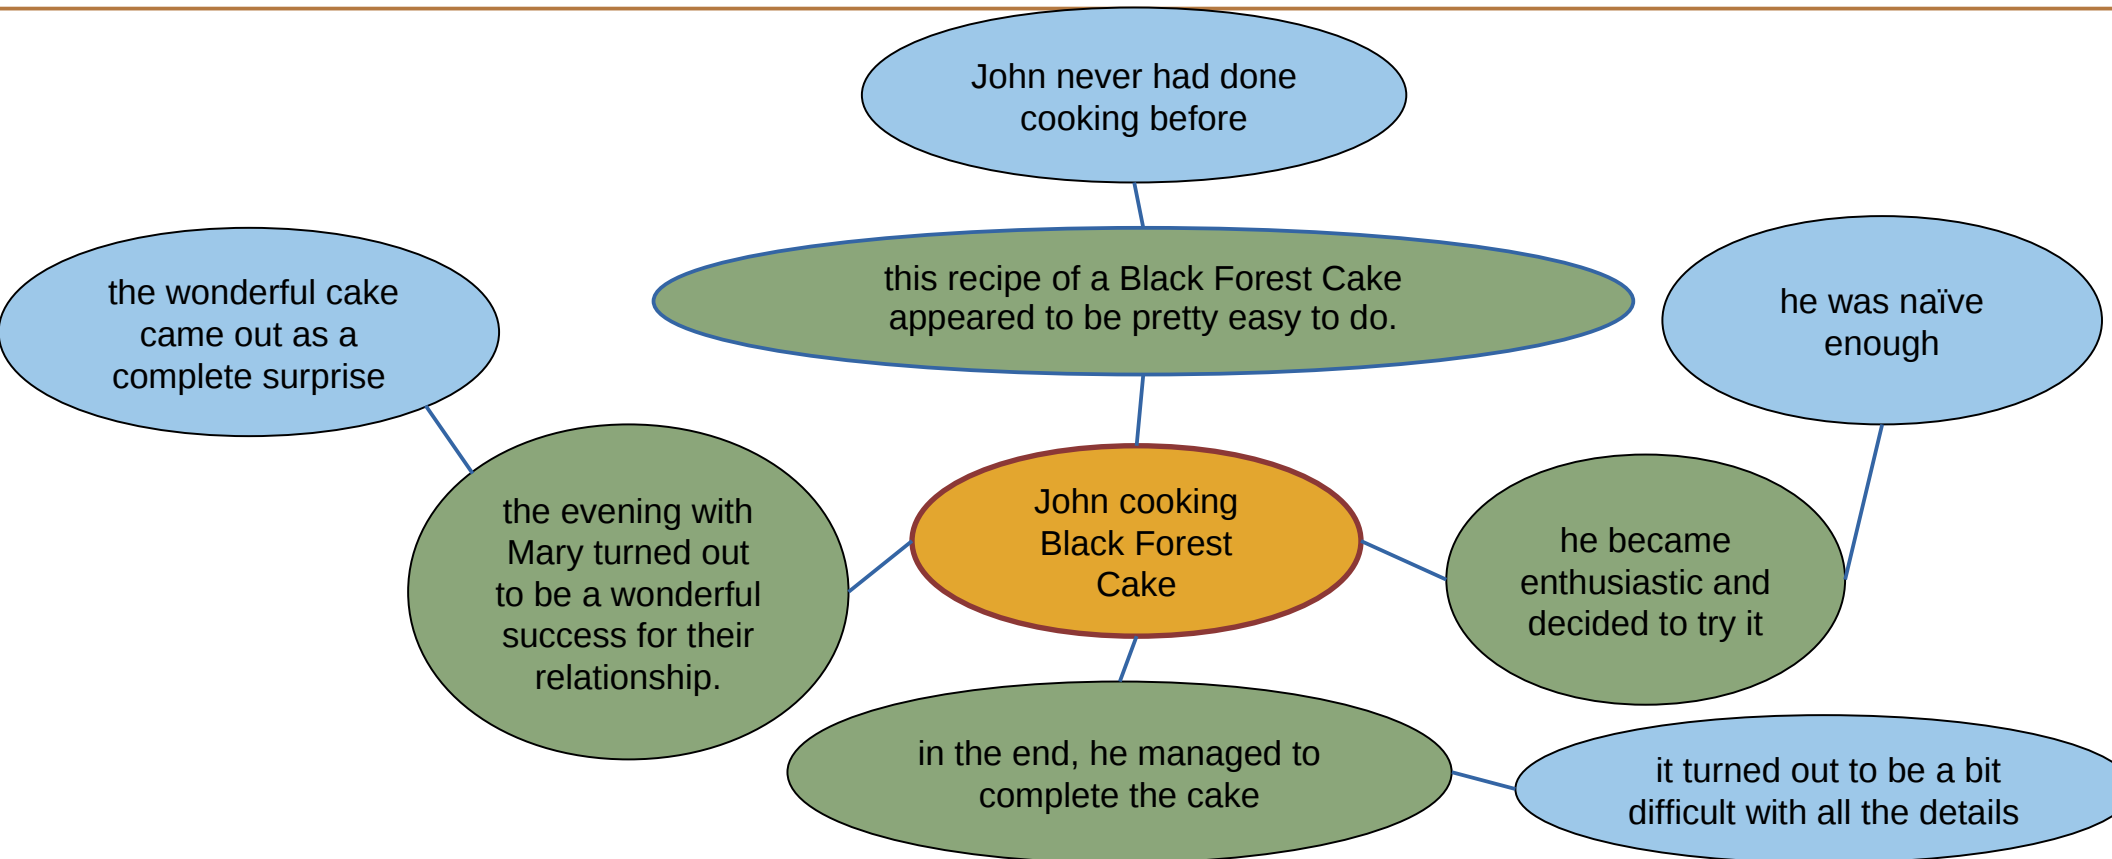 John never had done
cooking before
this recipe of a Black Forest Cake
appeared to be pretty easy to do.
he was naïve
enough
the wonderful cake
came out as a
complete surprise
the evening with
Mary turned out
to be a wonderful
success for their
relationship.
John cooking
Black Forest
Cake
he became
enthusiastic and
decided to try it
in the end, he managed to
complete the cake
it turned out to be a bit
difficult with all the details